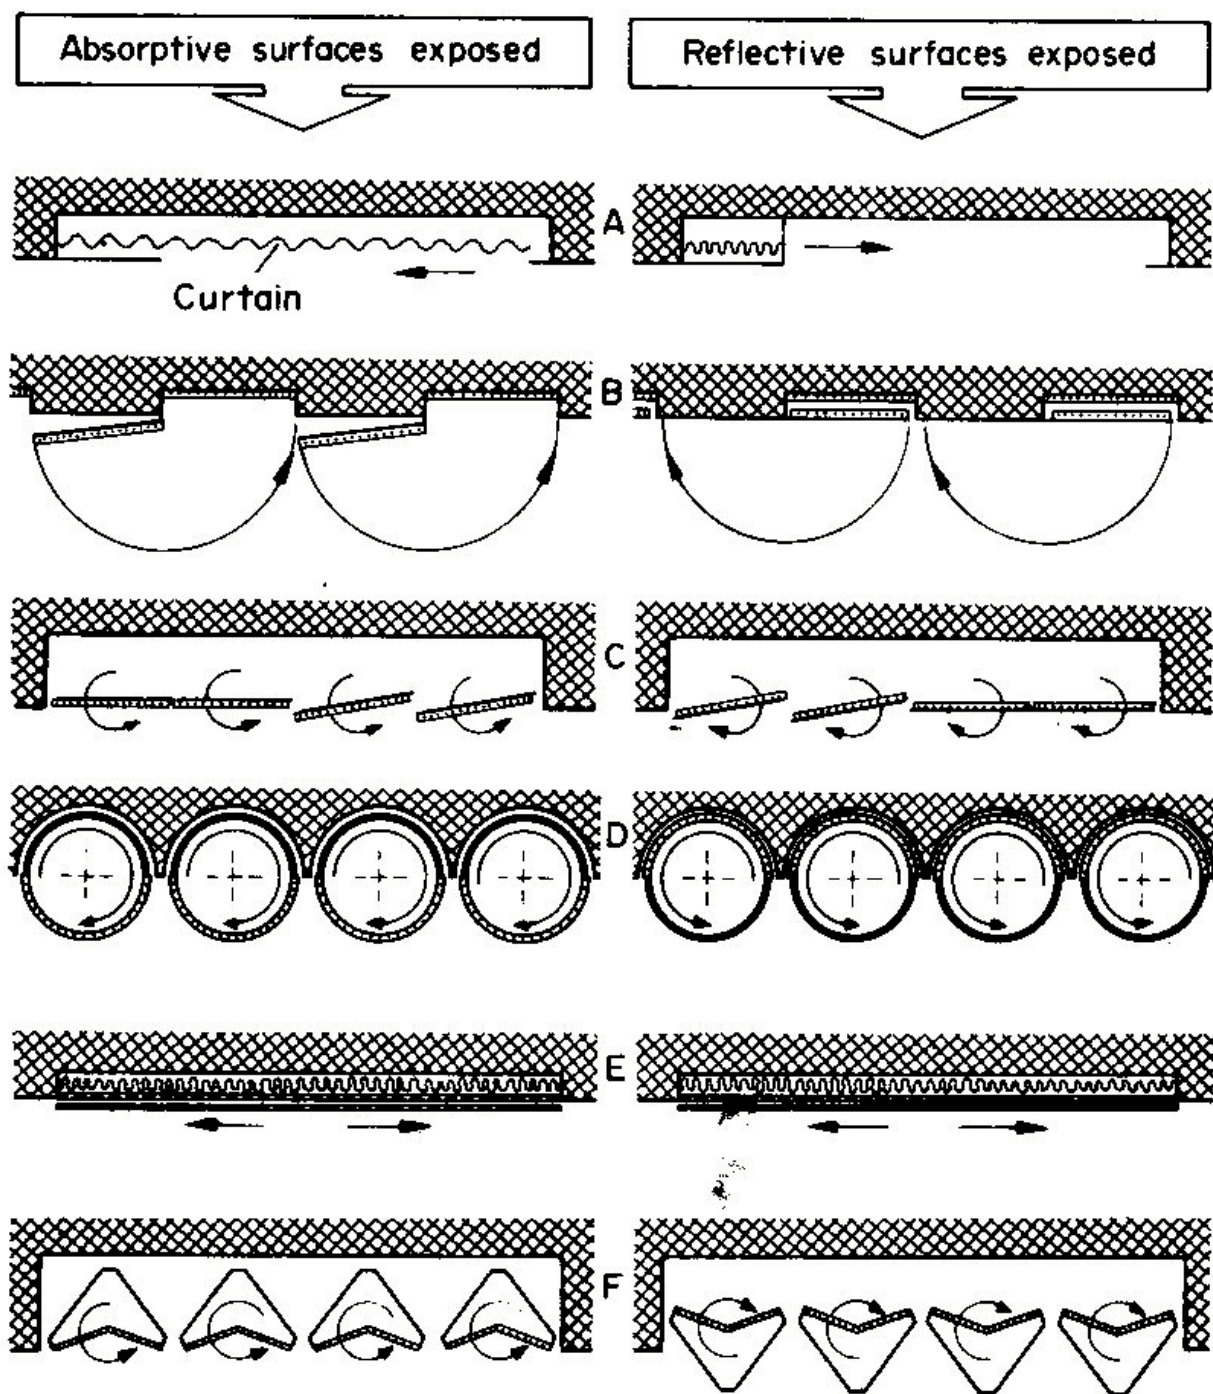 Absorptive surfaces exposed
Reflective surfaces exposed
A
Curtain
B
C
D
E
F